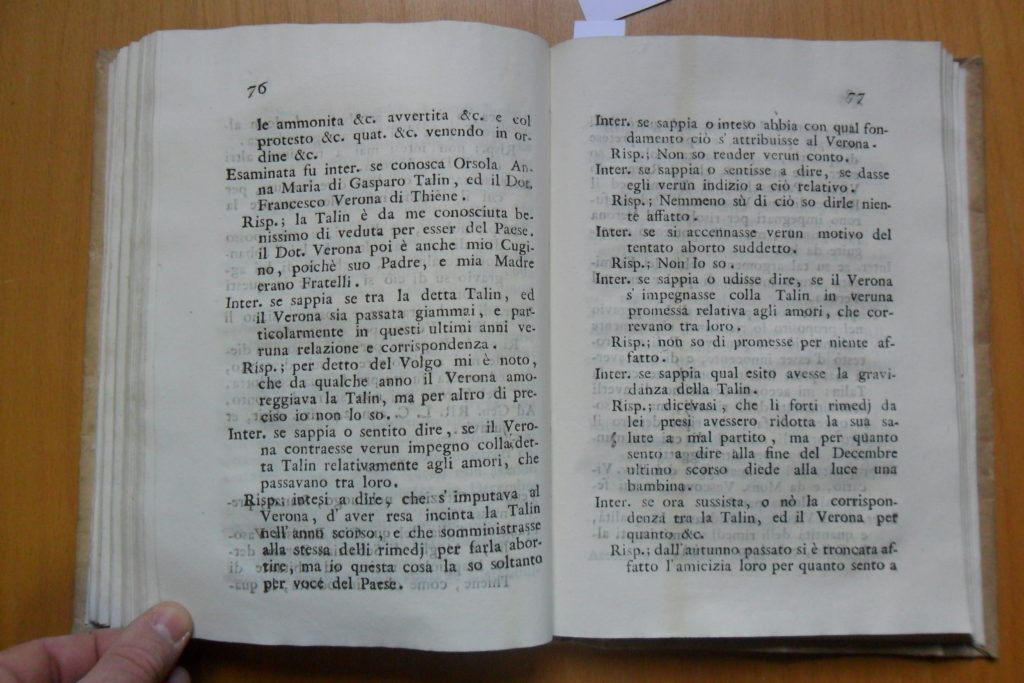 76
le ammonita &c. avvertita &c. e col
protesto &c. quat. &c. venendo in or-
dine &c.
Esaminata fu inter. se conosca Orsola An-
na Maria di Gasparo Talin, ed il Dot.
Francesco Verona di Thiene.
Risp.; la Talin è da me conosciuta be-
nissimo di veduta per esser del Paese.
il Dot. Verona poi è anche mio Cugi-
no, poichè suo Padre, e mia Madre
erano Fratelli.
Inter. se sappia se tra la detta Talin, ed
il Verona sia passata giammai, e par-
ticolarmente in questi ultimi anni ve-
runa relazione e corrispondenza.
Risp.; per detto del Volgo mi è noto,
che da qualche anno il Verona amo-
reggiava la Talin, ma per altro di pre-
ciso io non lo so.
Inter. se sappia o sentito dire, se il Vero-
na contraesse verun impegno colla det-
ta Talin relativamente agli amori, che
passavano tra loro.
Risp.; intesi a dire, che s'imputava al
Verona, d'aver resa incinta la Talin
nell'anno scorso, e che somministrasse
alla stessa delli rimedj per farla abor-
tire, ma io questa cosa la so soltanto
per voce del Paese.
77
Inter. se sappia o inteso abbia con qual fon-
damento ciò s'attribuisse al Verona.
Risp.; Non so render verun conto.
Inter. se sappia o sentisse a dire, se dasse
egli verun indizio a ciò relativo.
Risp.; Nemmeno sù di ciò so dirle nien-
te affatto.
Inter. se si accennasse verun motivo del
tentato aborto suddetto.
Risp.; Non lo so.
Inter. se sappia o udisse dire, se il Verona
s'impegnasse colla Talin in veruna
promessa relativa agli amori, che cor-
revano tra loro.
Risp.; non so di promesse per niente af-
fatto.
Inter. se sappia qual esito avesse la gravi-
danza della Talin.
Risp.; dicevasi, che li forti rimedj da
lei presi avessero ridotta la sua sa-
lute a mal partito, ma per quanto
sento a dire alla fine del Decembre
ultimo scorso diede alla luce una
bambina.
Inter. se ora sussista, o nò la corrispon-
denza tra la Talin, ed il Verona per
quanto &c.
Risp.; dall'autunno passato si è troncata af-
fatto l'amicizia loro per quanto sento a